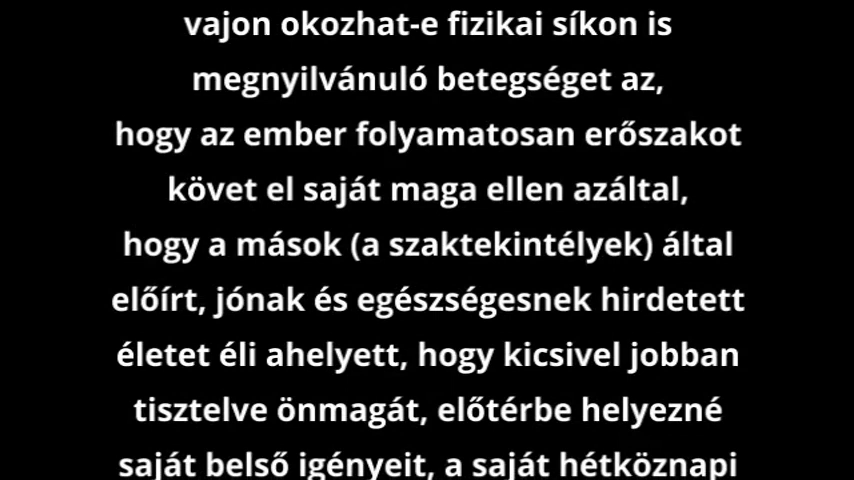 vajon okozhat-e fizikai síkon is
megnyilvánuló betegséget az,
hogy az ember folyamatosan erőszakot
követ el saját maga ellen azáltal,
hogy a mások (a szaktekintélyek) által
előírt, jónak és egészségesnek hirdetett
életet éli ahelyett, hogy kicsivel jobban
tisztelve önmagát, előtérbe helyezné
saját belső igényeit, a saját hétköznapi